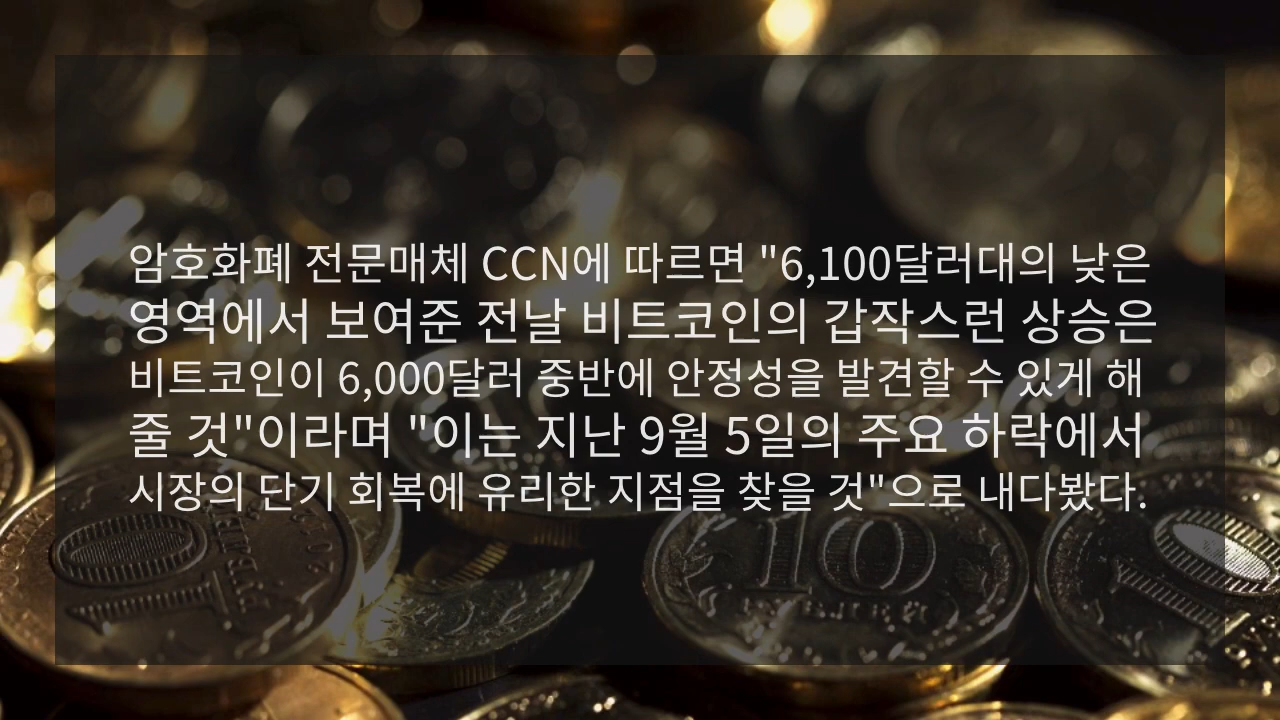 암호화폐 전문매체 CCN에 따르면 "6,100달러대의 낮은
영역에서 보여준 전날 비트코인의 갑작스런 상승은
비트코인이 6,000달러 중반에 안정성을 발견할 수 있게 해
줄 것"이라며 "이는 지난 9월 5일의 주요 하락에서
시장의 단기 회복에 유리한 지점을 찾을 것"으로 내다봤다.
10
10
10